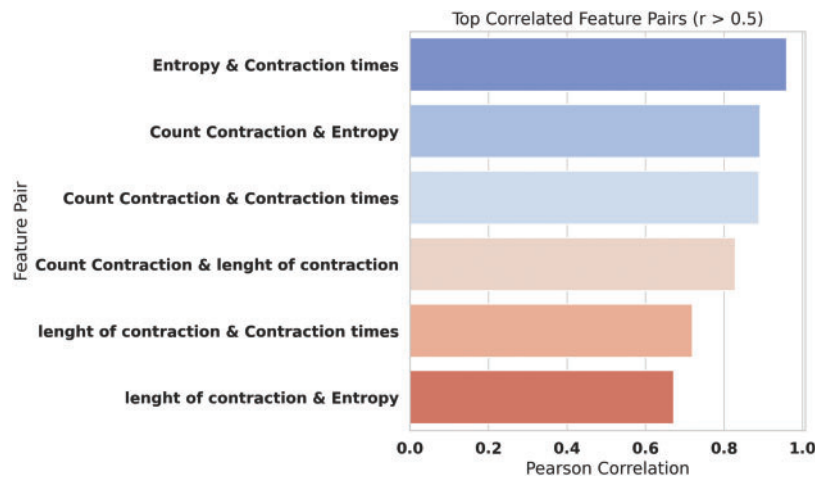 Top Correlated Feature Pairs (r > 0.5)
Entropy & Contraction times
Count Contraction & Entropy
Count Contraction & Contraction times
Count Contraction & lenght of contraction
lenght of contraction & Contraction times
lenght of contraction & Entropy
Feature Pair
0.0 0.2 0.4 0.6 0.8 1.0
Pearson Correlation